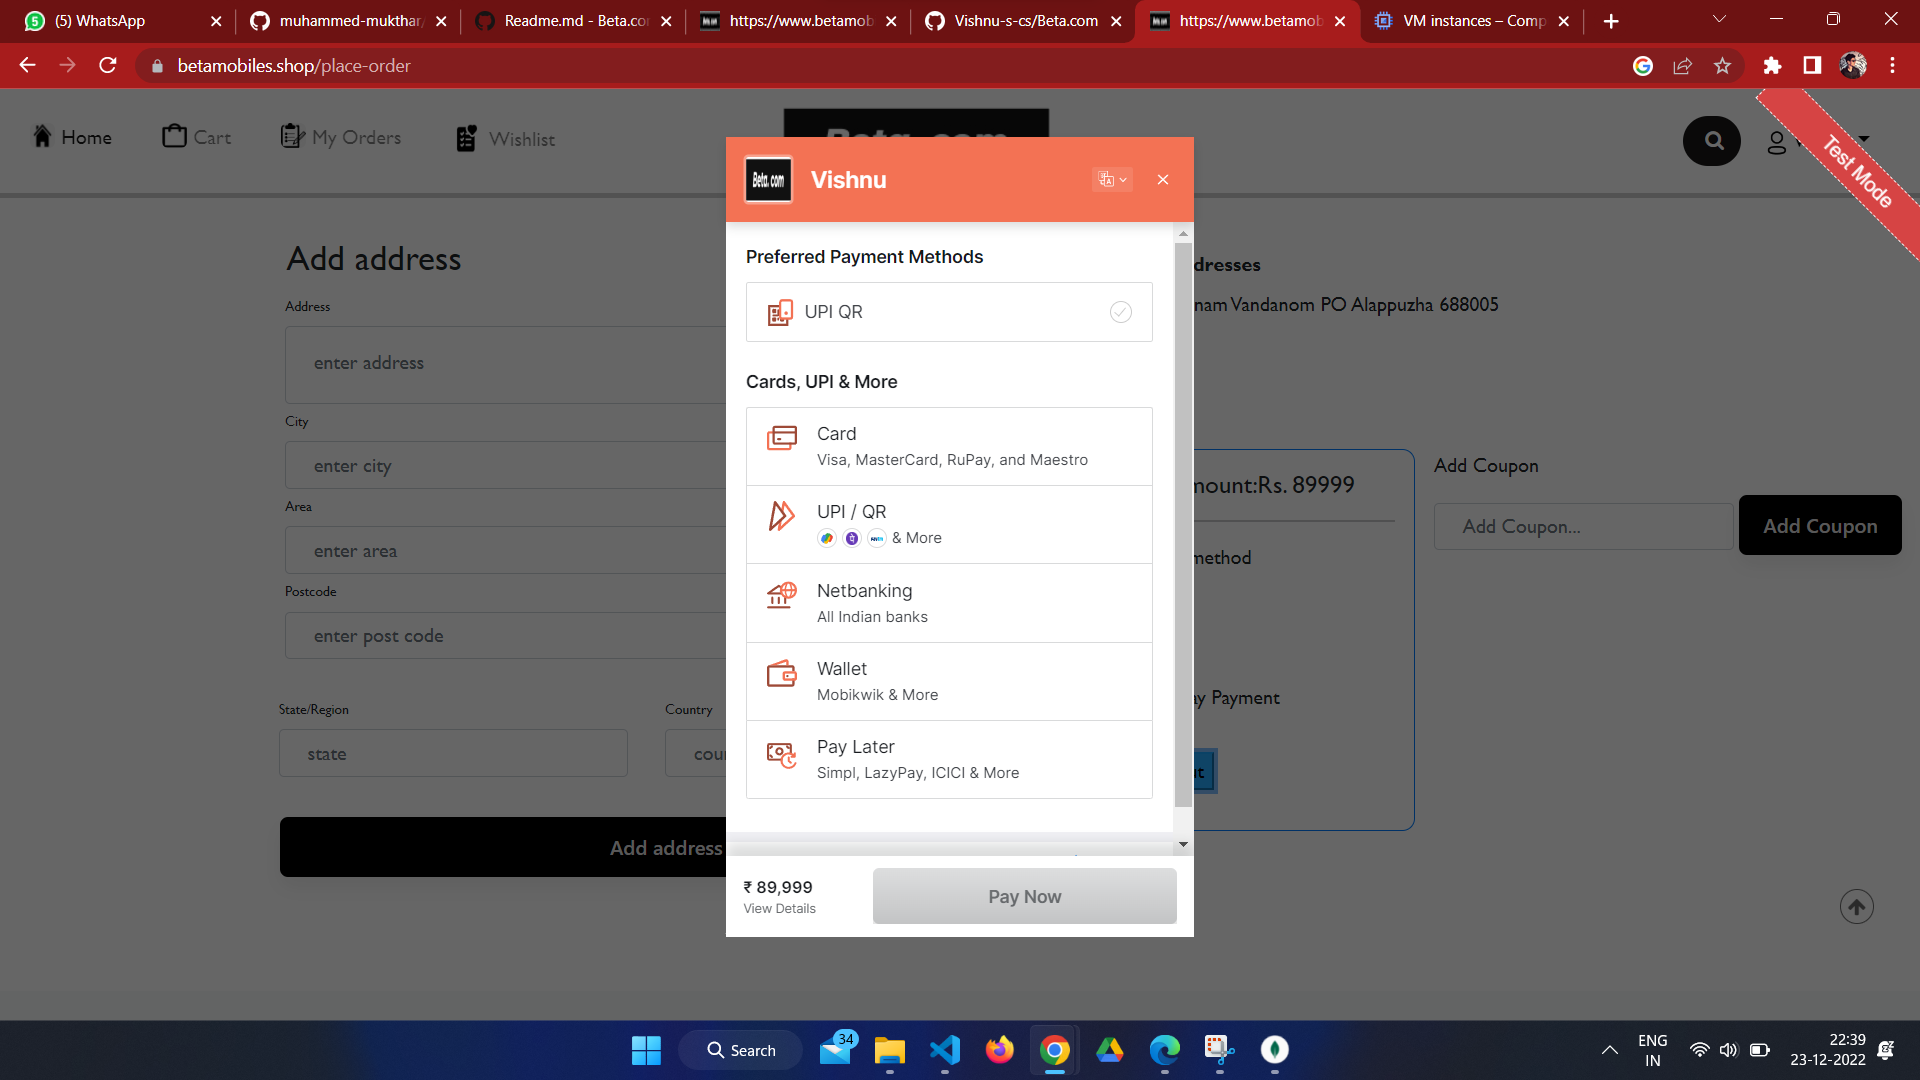 (5) WhatsApp
muhammed-mukthar/
Readme.md - Beta.co
https://www.betamob
Vishnu-s-cs/Beta.com
https://www.betamob
VM instances – Comp
betamobiles.shop/place-order
Home
Cart
My Orders
Wishlist
Test Mode
Beta.com
Vishnu
Add address
Address
enter address
City
enter city
Area
enter area
Postcode
enter post code
State/Region
state
Country
cou
Add address
Preferred Payment Methods
UPI QR
Cards, UPI & More
Card
Visa, MasterCard, RuPay, and Maestro
UPI / QR
& More
Netbanking
All Indian banks
Wallet
Mobikwik & More
Pay Later
Simpl, LazyPay, ICICI & More
₹ 89,999
View Details
Pay Now
dresses
nam Vandanom PO Alappuzha 688005
mount:Rs. 89999
method
ay Payment
Add Coupon
Add Coupon...
Add Coupon
Search
34
ENG
IN
22:39
23-12-2022